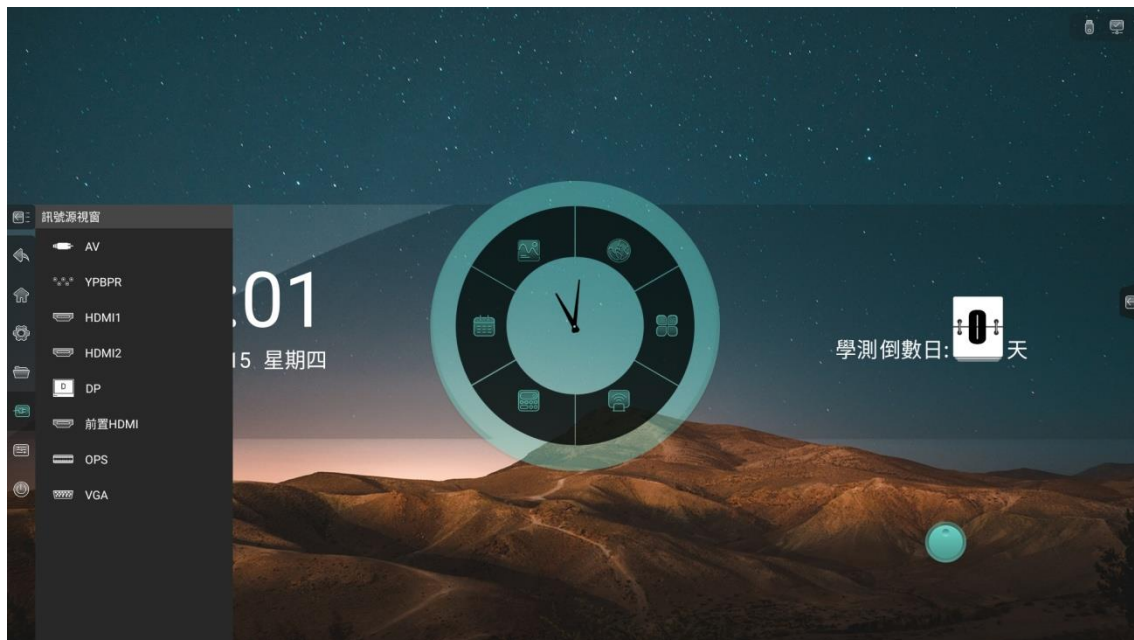 訊號源視窗
AV
YPBPR
HDMI1
HDMI2
DP
前置HDMI
OPS
VGA
:01
15 星期四
學測倒數日: 0 天